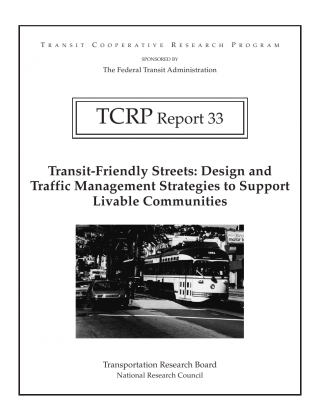 TRANSIT COOPERATIVE RESEARCH PROGRAM
SPONSORED BY
The Federal Transit Administration
TCRP Report 33
Transit-Friendly Streets: Design and
Traffic Management Strategies to Support
Livable Communities
Transportation Research Board
National Research Council